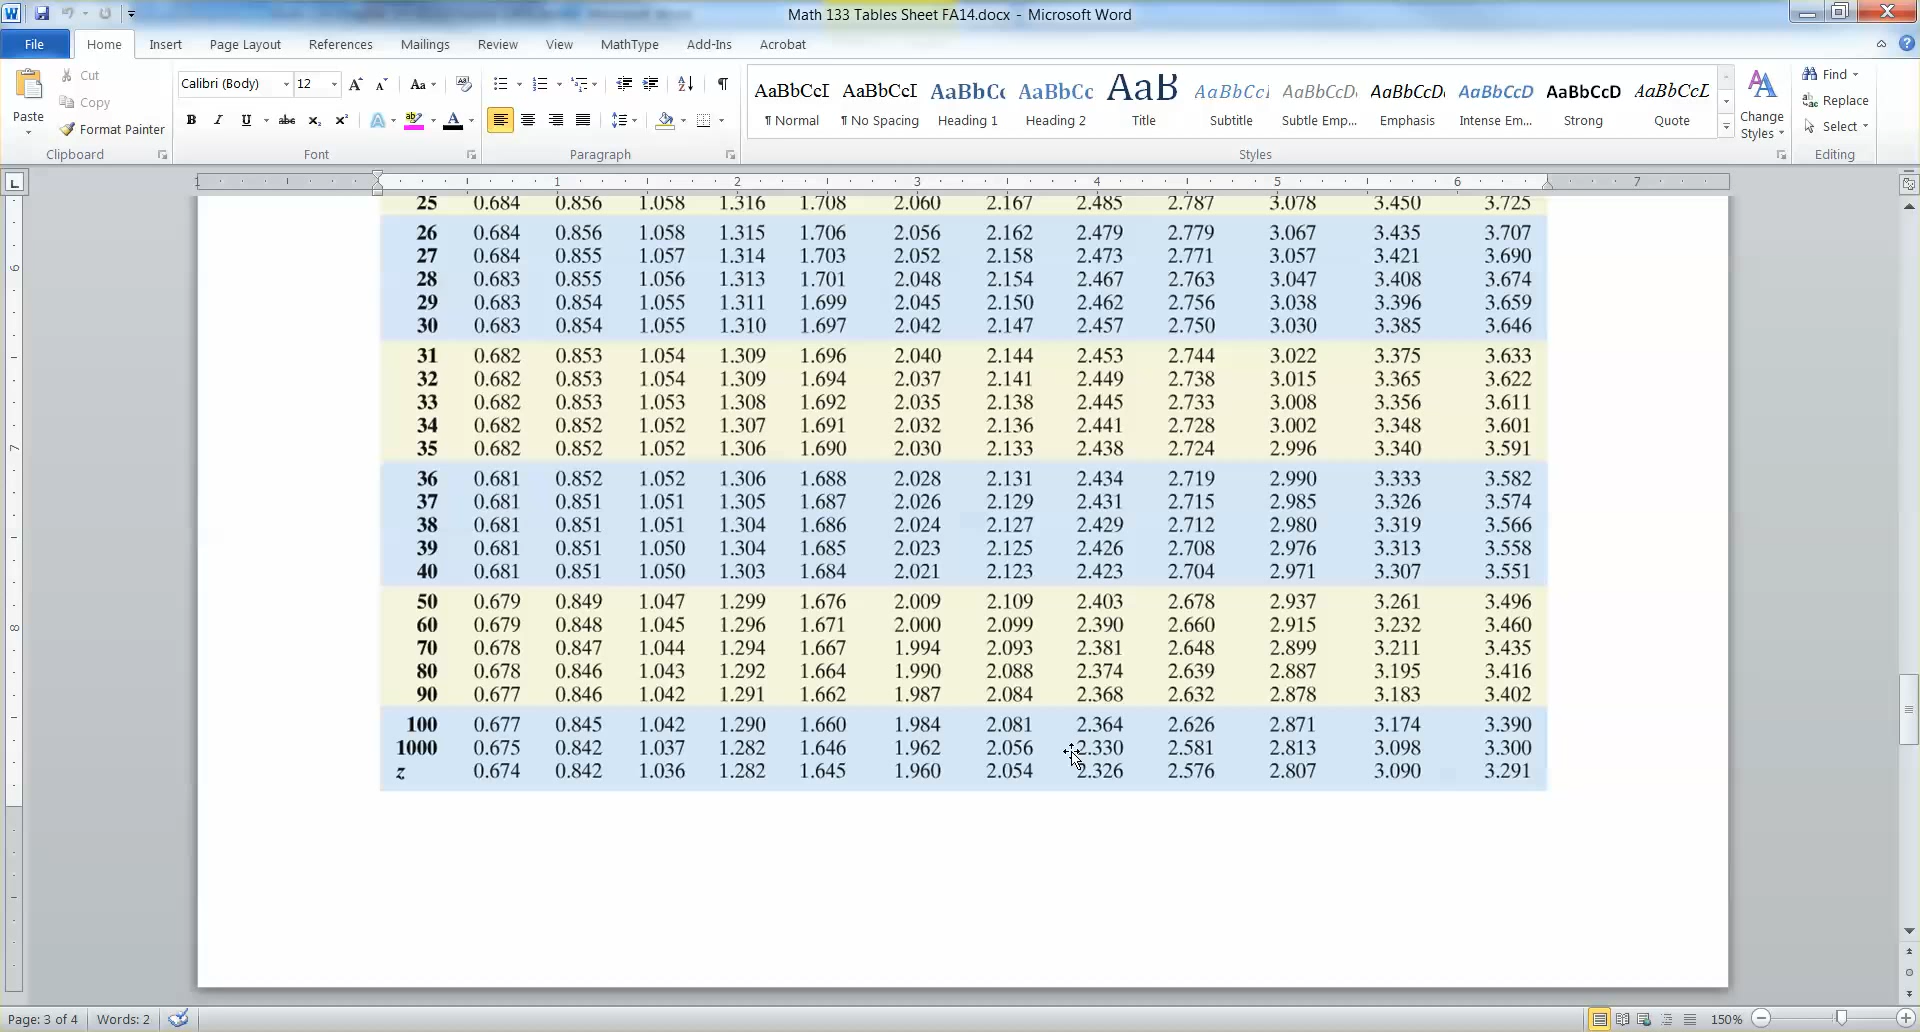 Math 133 Tables Sheet FA14.docx - Microsoft Word
File Home Insert Page Layout References Mailings Review View MathType Add-Ins Acrobat
Paste
Cut
Copy
Format Painter
Clipboard
Calibri (Body) 12
Font
Paragraph
AaBbCcI AaBbCcI AaBbCc AaBbCc AaB AaBbCcI AaBbCcD AaBbCcD AaBbCcD AaBbCcD AaBbCcL
¶ Normal ¶ No Spacing Heading 1 Heading 2 Title Subtitle Subtle Emp... Emphasis Intense Em... Strong Quote
Styles
Change Styles
Find
Replace
Select
Editing
1 1 2 3 4 5 6 7
25 0.684 0.856 1.058 1.316 1.708 2.060 2.167 2.485 2.787 3.078 3.450 3.725
26 0.684 0.856 1.058 1.315 1.706 2.056 2.162 2.479 2.779 3.067 3.435 3.707
27 0.684 0.855 1.057 1.314 1.703 2.052 2.158 2.473 2.771 3.057 3.421 3.690
28 0.683 0.855 1.056 1.313 1.701 2.048 2.154 2.467 2.763 3.047 3.408 3.674
29 0.683 0.854 1.055 1.311 1.699 2.045 2.150 2.462 2.756 3.038 3.396 3.659
30 0.683 0.854 1.055 1.310 1.697 2.042 2.147 2.457 2.750 3.030 3.385 3.646
31 0.682 0.853 1.054 1.309 1.696 2.040 2.144 2.453 2.744 3.022 3.375 3.633
32 0.682 0.853 1.054 1.309 1.694 2.037 2.141 2.449 2.738 3.015 3.365 3.622
33 0.682 0.853 1.053 1.308 1.692 2.035 2.138 2.445 2.733 3.008 3.356 3.611
34 0.682 0.852 1.052 1.307 1.691 2.032 2.136 2.441 2.728 3.002 3.348 3.601
35 0.682 0.852 1.052 1.306 1.690 2.030 2.133 2.438 2.724 2.996 3.340 3.591
36 0.681 0.852 1.052 1.306 1.688 2.028 2.131 2.434 2.719 2.990 3.333 3.582
37 0.681 0.851 1.051 1.305 1.687 2.026 2.129 2.431 2.715 2.985 3.326 3.574
38 0.681 0.851 1.051 1.304 1.686 2.024 2.127 2.429 2.712 2.980 3.319 3.566
39 0.681 0.851 1.050 1.304 1.685 2.023 2.125 2.426 2.708 2.976 3.313 3.558
40 0.681 0.851 1.050 1.303 1.684 2.021 2.123 2.423 2.704 2.971 3.307 3.551
50 0.679 0.849 1.047 1.299 1.676 2.009 2.109 2.403 2.678 2.937 3.261 3.496
60 0.679 0.848 1.045 1.296 1.671 2.000 2.099 2.390 2.660 2.915 3.232 3.460
70 0.678 0.847 1.044 1.294 1.667 1.994 2.093 2.381 2.648 2.899 3.211 3.435
80 0.678 0.846 1.043 1.292 1.664 1.990 2.088 2.374 2.639 2.887 3.195 3.416
90 0.677 0.846 1.042 1.291 1.662 1.987 2.084 2.368 2.632 2.878 3.183 3.402
100 0.677 0.845 1.042 1.290 1.660 1.984 2.081 2.364 2.626 2.871 3.174 3.390
1000 0.675 0.842 1.037 1.282 1.646 1.962 2.056 2.330 2.581 2.813 3.098 3.300
z 0.674 0.842 1.036 1.282 1.645 1.960 2.054 2.326 2.576 2.807 3.090 3.291
6
7
8
Page: 3 of 4 Words: 2 150%